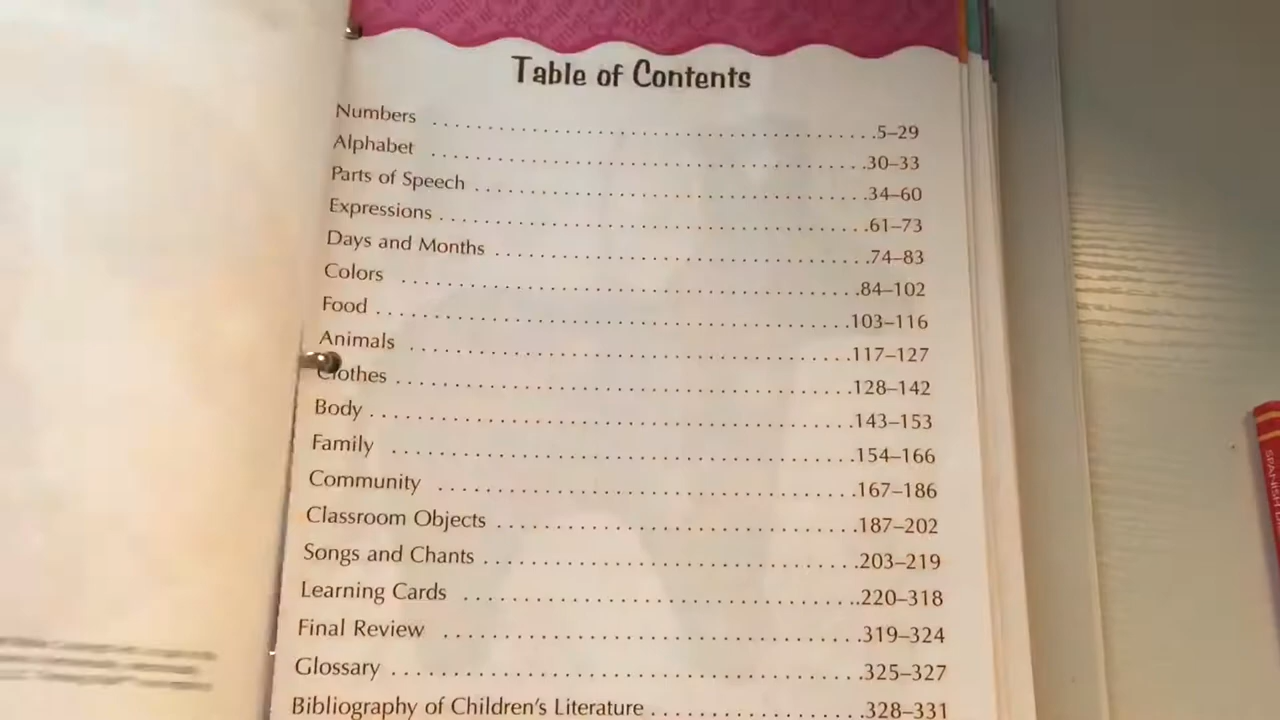 Table of Contents
Numbers . . . . . . . . . . . . . . . . . . . . . . . . . . . . . . . . 5–29
Alphabet . . . . . . . . . . . . . . . . . . . . . . . . . . . . . . . . 30–33
Parts of Speech . . . . . . . . . . . . . . . . . . . . . . . . . . . . . 34–60
Expressions . . . . . . . . . . . . . . . . . . . . . . . . . . . . . . . 61–73
Days and Months . . . . . . . . . . . . . . . . . . . . . . . . . . . . 74–83
Colors . . . . . . . . . . . . . . . . . . . . . . . . . . . . . . . . . 84–102
Food . . . . . . . . . . . . . . . . . . . . . . . . . . . . . . . . . . 103–116
Animals . . . . . . . . . . . . . . . . . . . . . . . . . . . . . . . . 117–127
Clothes . . . . . . . . . . . . . . . . . . . . . . . . . . . . . . . . 128–142
Body . . . . . . . . . . . . . . . . . . . . . . . . . . . . . . . . . . 143–153
Family . . . . . . . . . . . . . . . . . . . . . . . . . . . . . . . . . 154–166
Community . . . . . . . . . . . . . . . . . . . . . . . . . . . . . . 167–186
Classroom Objects . . . . . . . . . . . . . . . . . . . . . . . . . . 187–202
Songs and Chants . . . . . . . . . . . . . . . . . . . . . . . . . . . 203–219
Learning Cards . . . . . . . . . . . . . . . . . . . . . . . . . . . . 220–318
Final Review . . . . . . . . . . . . . . . . . . . . . . . . . . . . . 319–324
Glossary . . . . . . . . . . . . . . . . . . . . . . . . . . . . . . . . 325–327
Bibliography of Children's Literature . . . . . . . . . . . . . . 328–331
SPANISH